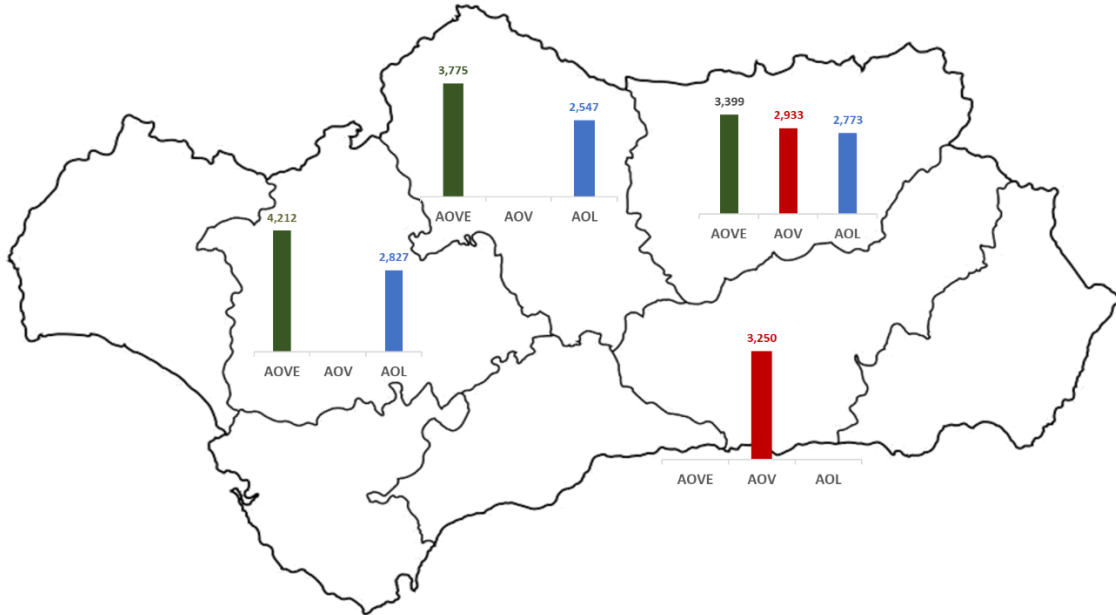 3,775
2,547
AOVE AOV AOL
3,399
2,933
2,773
AOVE AOV AOL
4,212
2,827
AOVE AOV AOL
3,250
AOVE AOV AOL